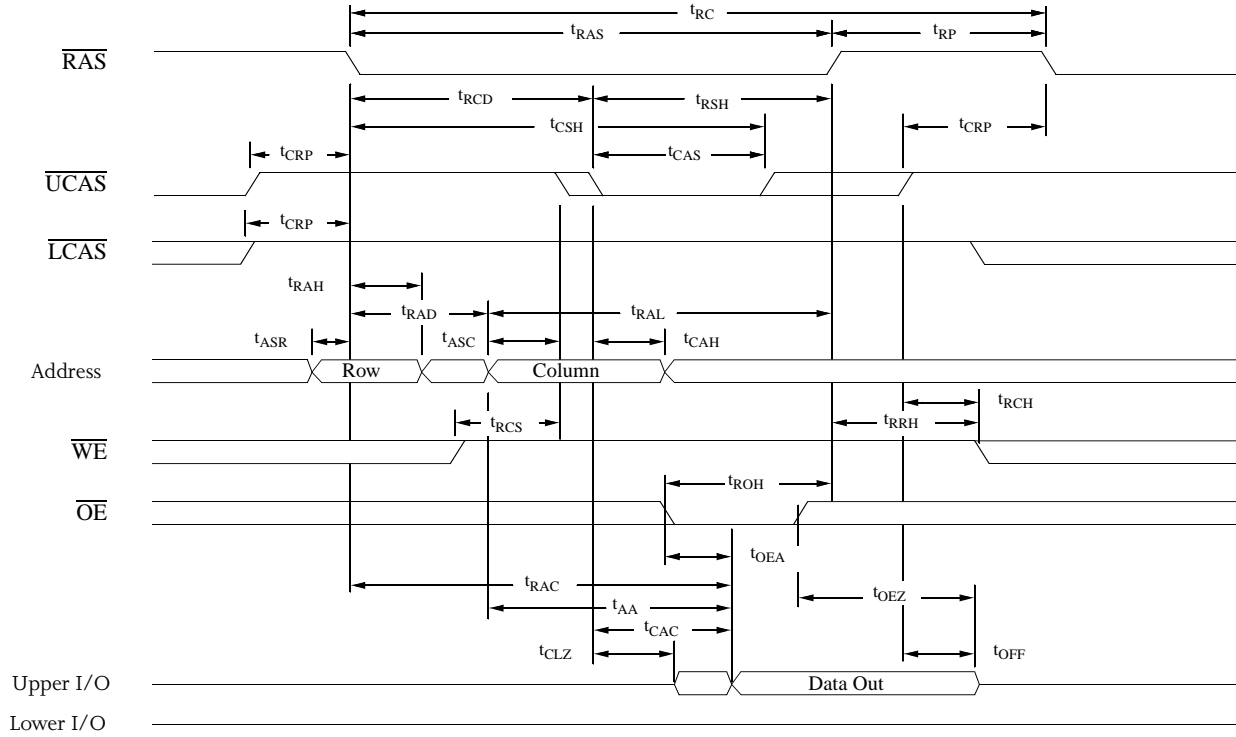 tRC
tRAS
tRP
RAS
tRCD
tRSH
tCSH
tCRP
tCRP
tCAS
UCAS
tCRP
LCAS
tRAH
tRAD
tRAL
tASR
tASC
tCAH
Address
Row
Column
tRCH
tRCS
tRRH
WE
tROH
OE
tOEA
tRAC
tOEZ
tAA
tCAC
tCLZ
tOFF
Upper I/O
Data Out
Lower I/O